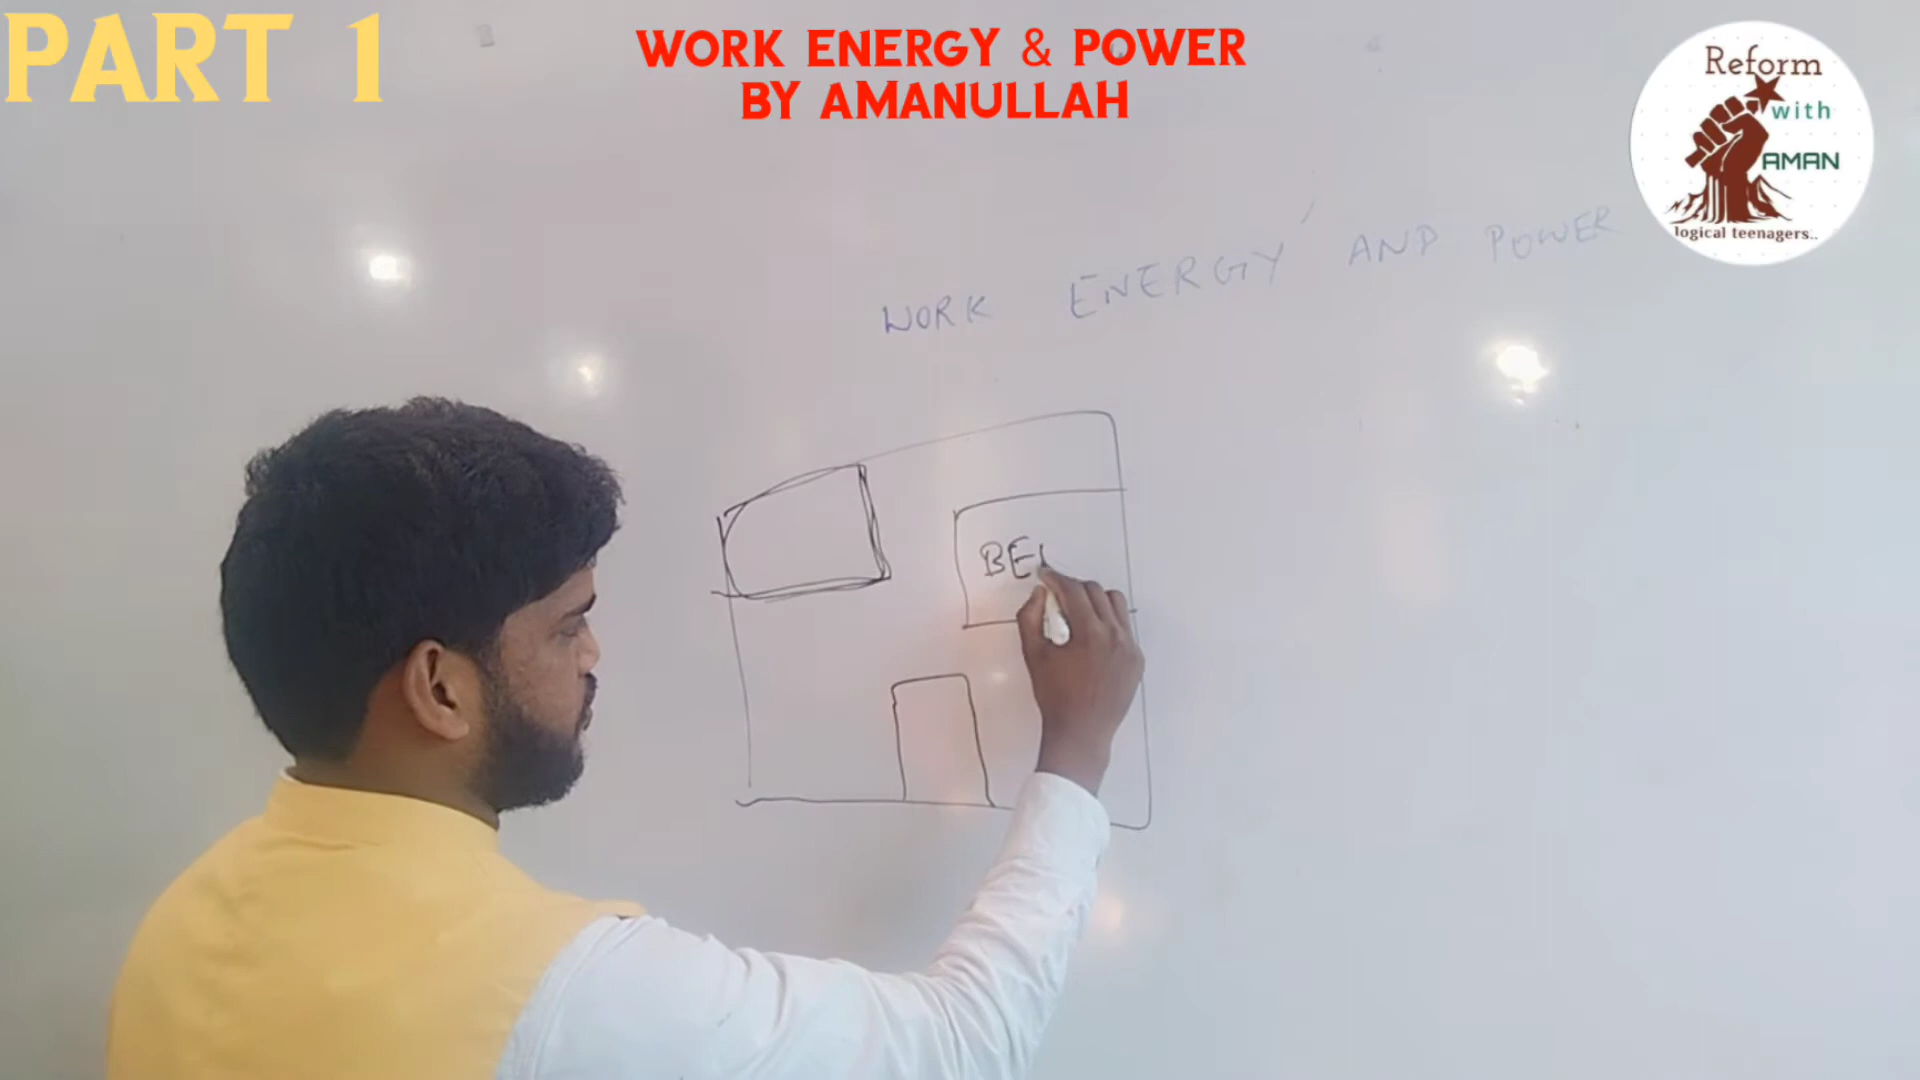 PART 1
WORK ENERGY & POWER
BY AMANULLAH
Reform
with
AMAN
logical teenagers..
WORK ENERGY AND POWER
BE